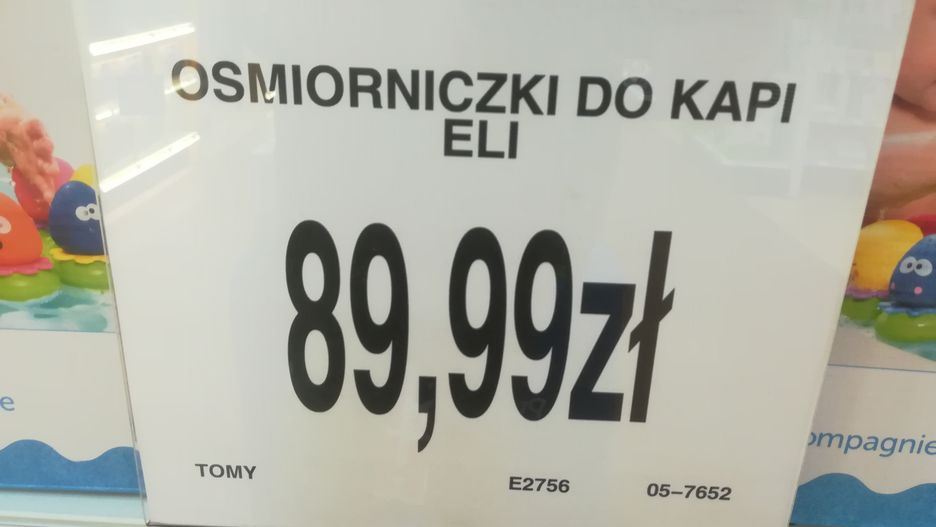 OSMIORNICZKI DO KAPI
ELI
89,99zł
TOMY E2756 05-7652
e
ompagnie